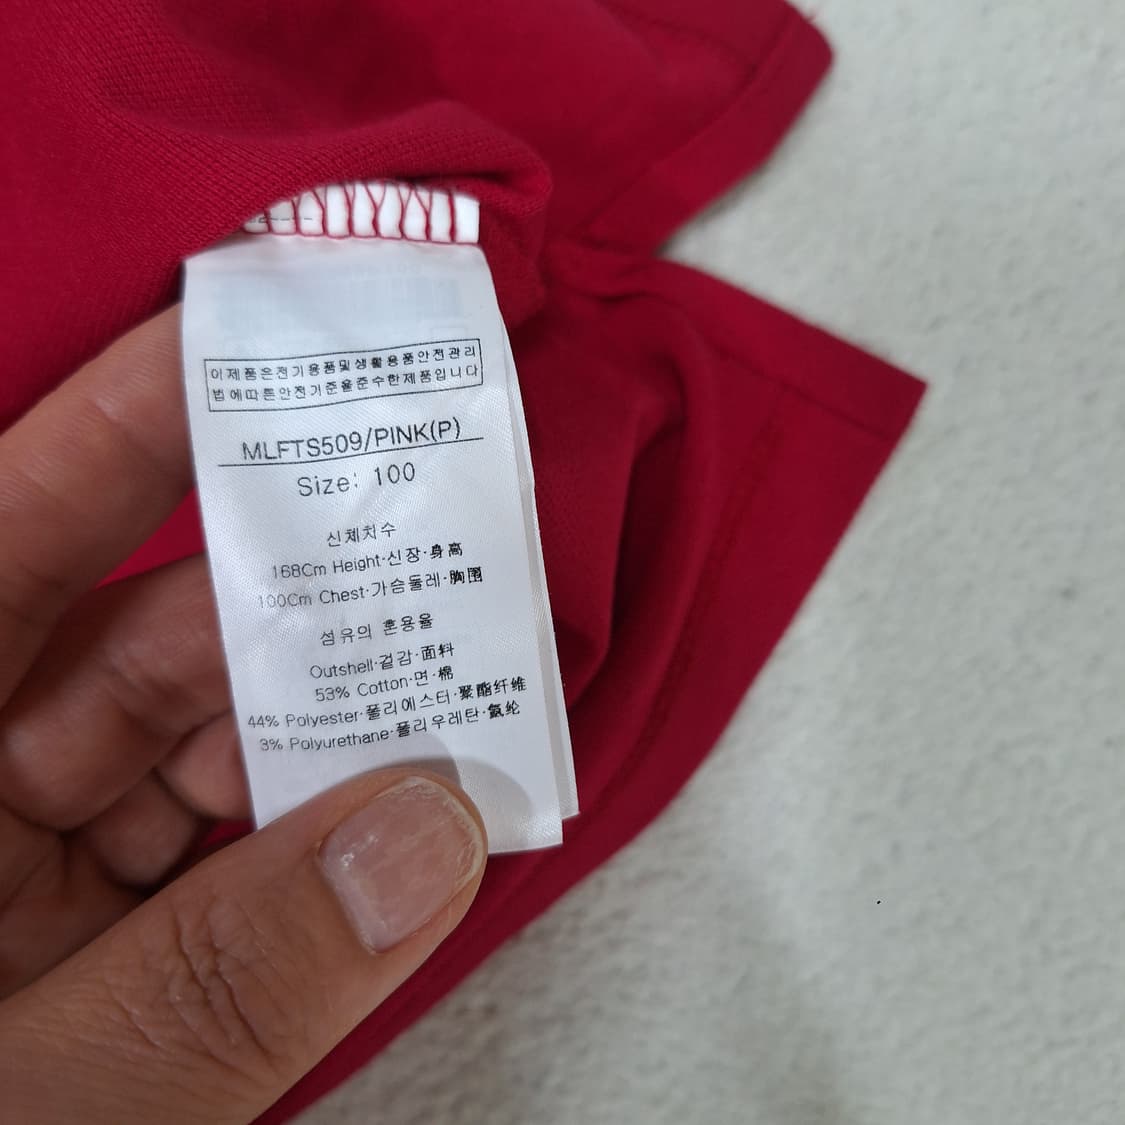 이제품은전기용품및생활용품안전관리
법에따른안전기준을준수한제품입니다
MLFTS509/PINK(P)
Size: 100
신체치수
168Cm Height·신장·身高
100Cm Chest·가슴둘레·胸围
섬유의 혼용율
Outshell·겉감·面料
53% Cotton·면·棉
44% Polyester·폴리에스터·聚酯纤维
3% Polyurethane·폴리우레탄·氨纶